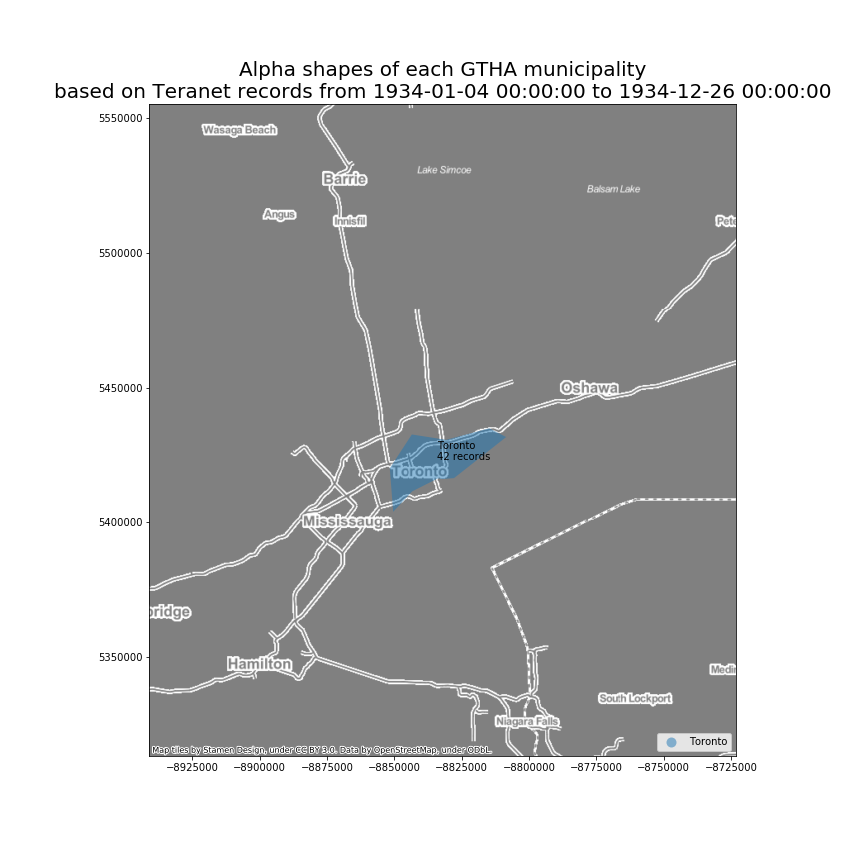 Alpha shapes of each GTHA municipality
based on Teranet records from 1934-01-04 00:00:00 to 1934-12-26 00:00:00
5550000
Wasaga Beach
Lake Simcoe
Barrie
Balsam Lake
Angus
Innisfil
Pete
5500000
5450000
Oshawa
Toronto
42 records
Toronto
5400000
Mississauga
bridge
5350000
Hamilton
Medin
South Lockport
Niagara Falls
Toronto
Map tiles by Stamen Design, under CC BY 3.0. Data by OpenStreetMap, under ODbL.
−8925000 −8900000 −8875000 −8850000 −8825000 −8800000 −8775000 −8750000 −8725000